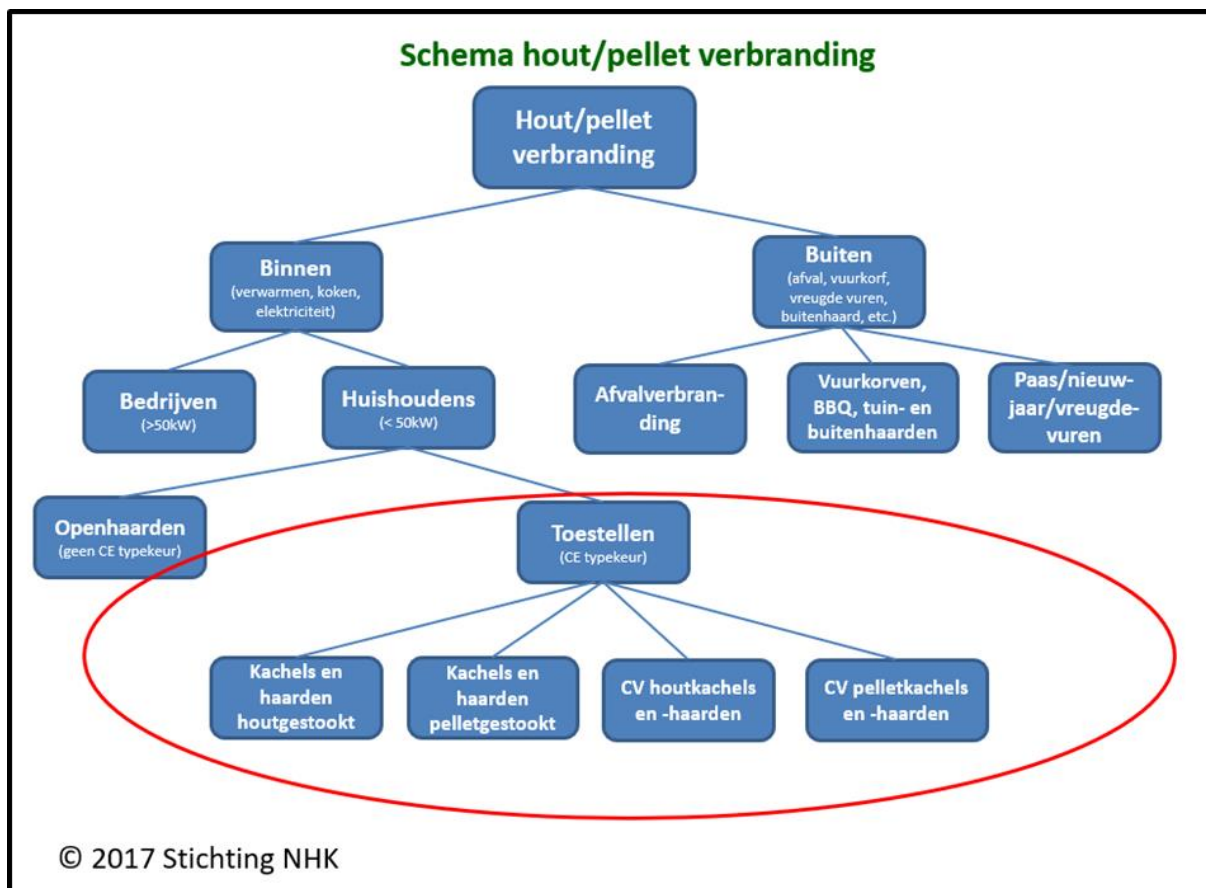 Schema hout/pellet verbranding
Hout/pellet
verbranding
Binnen
(verwarmen, koken,
elektriciteit)
Buiten
(afval, vuurkorf,
vreugde vuren,
buitenhaard, etc.)
Bedrijven
(>50kW)
Huishoudens
(< 50kW)
Afvalverbran-
ding
Vuurkorven,
BBQ, tuin- en
buitenhaarden
Paas/nieuw-
jaar/vreugde-
vuren
Openhaarden
(geen CE typekeur)
Toestellen
(CE typekeur)
Kachels en
haarden
houtgestookt
Kachels en
haarden
pelletgestookt
CV houtkachels
en -haarden
CV pelletkachels
en -haarden
© 2017 Stichting NHK